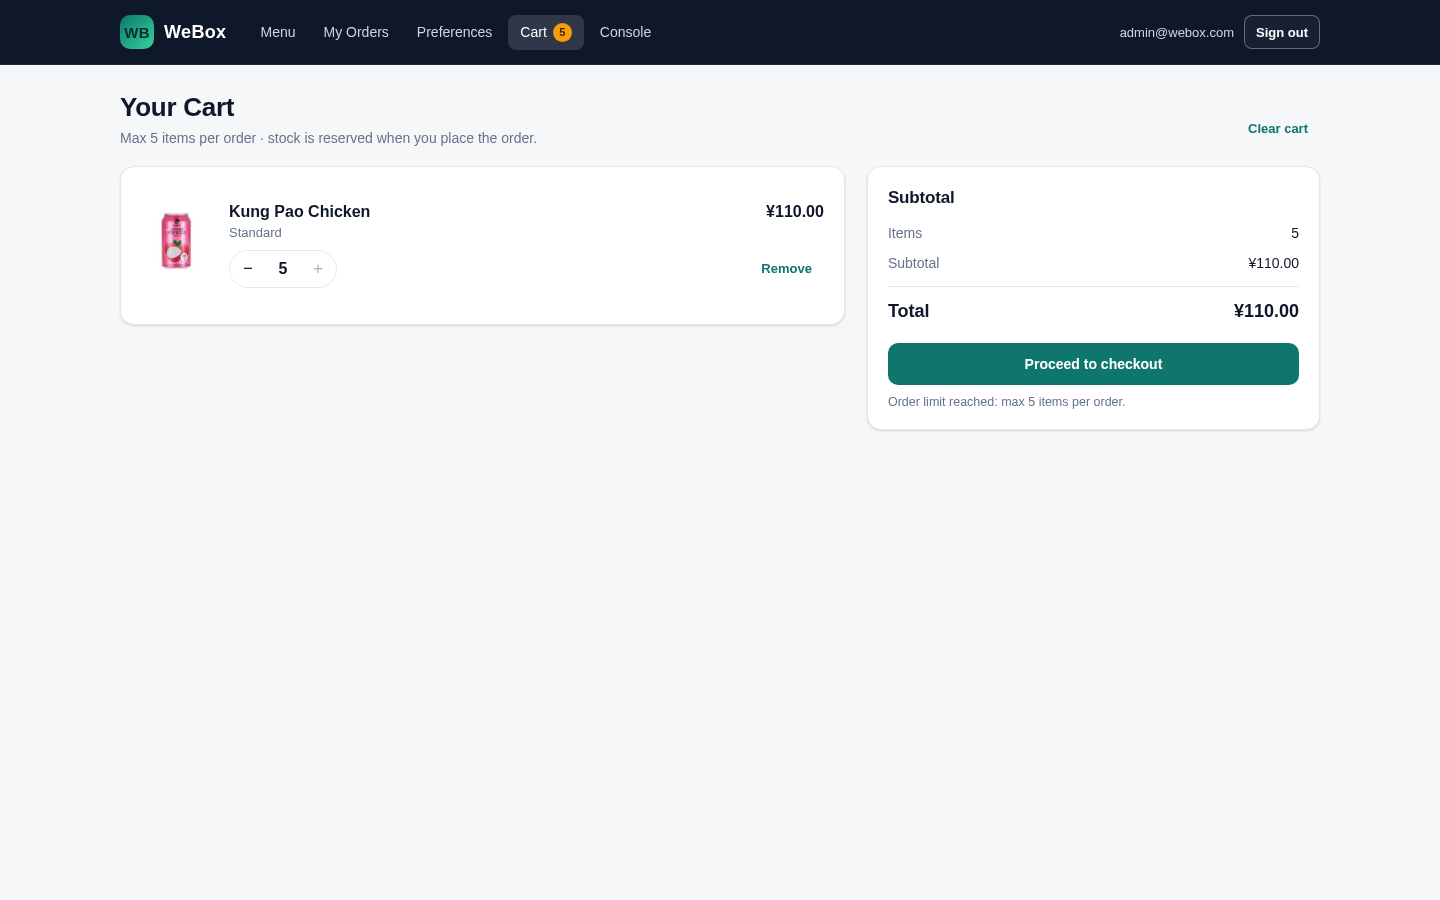 WB WeBox Menu My Orders Preferences Cart 5 Console admin@webox.com Sign out
Your Cart
Max 5 items per order · stock is reserved when you place the order.
Clear cart
Kung Pao Chicken ¥110.00
Standard
− 5 + Remove
Subtotal
Items 5
Subtotal ¥110.00
Total ¥110.00
Proceed to checkout
Order limit reached: max 5 items per order.